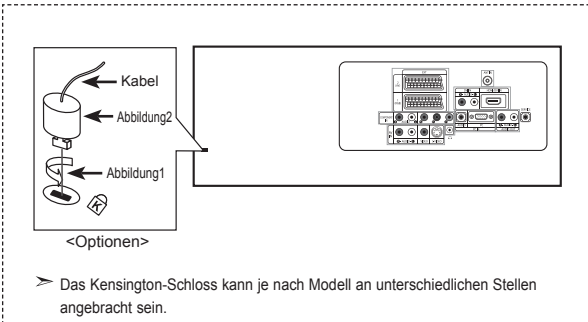 Kabel
Abbildung2
Abbildung1
K
<Optionen>
➣ Das Kensington-Schloss kann je nach Modell an unterschiedlichen Stellen
angebracht sein.